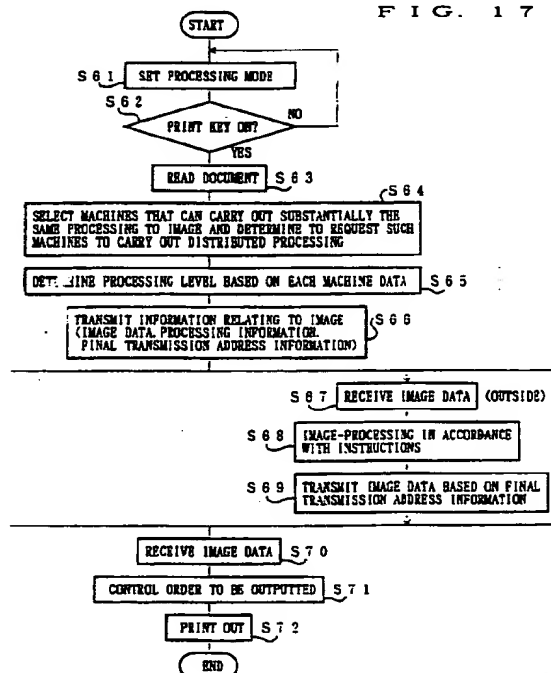 F I G. 1 7
START
S 6 1 SET PROCESSING MODE
S 6 2
PRINT KEY ON? NO
YES
READ DOCUMENT S 6 3
S 6 4
SELECT MACHINES THAT CAN CARRY OUT SUBSTANTIALLY THE
SAME PROCESSING TO IMAGE AND DETERMINE TO REQUEST SUCH
MACHINES TO CARRY OUT DISTRIBUTED PROCESSING
PROCESSING LEVEL BASED ON EACH MACHINE DATA S 6 5
TRANSMIT INFORMATION RELATING TO IMAGE
(IMAGE DATA, PROCESSING INFORMATION,
FINAL TRANSMISSION ADDRESS INFORMATION)
S 6 6
S 6 7 RECEIVE IMAGE DATA (OUTSIDE)
S 6 8 IMAGE-PROCESSING IN ACCORDANCE
WITH INSTRUCTIONS
S 6 9 TRANSMIT IMAGE DATA BASED ON FINAL
TRANSMISSION ADDRESS INFORMATION
RECEIVE IMAGE DATA S 7 0
CONTROL ORDER TO BE OUTPUTTED S 7 1
PRINT OUT S 7 2
END